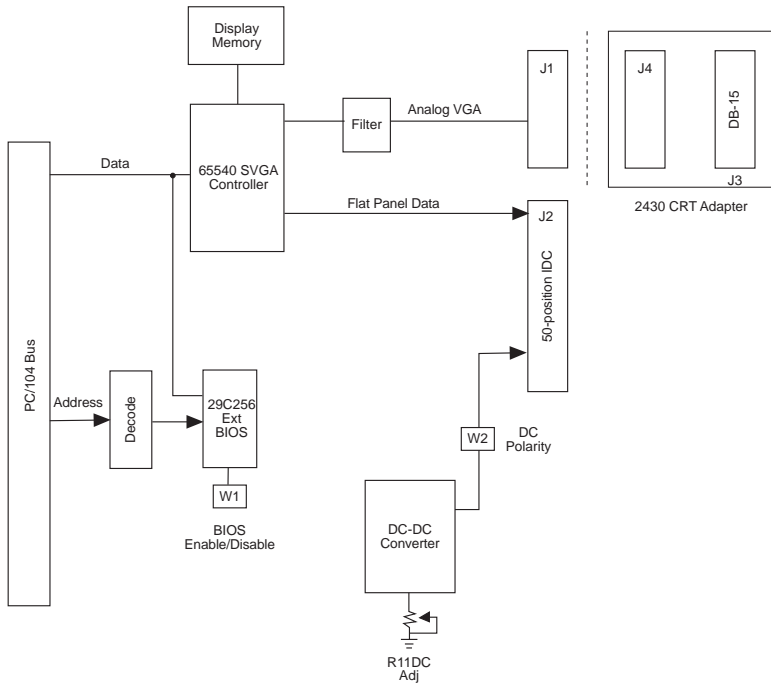 Display
Memory
J1
J4
DB-15
J3
2430 CRT Adapter
Analog VGA
Filter
65540 SVGA
Controller
Data
Flat Panel Data
J2
50-position IDC
PC/104 Bus
Address
Decode
29C256
Ext
BIOS
W1
BIOS
Enable/Disable
W2
DC
Polarity
DC-DC
Converter
R11DC
Adj